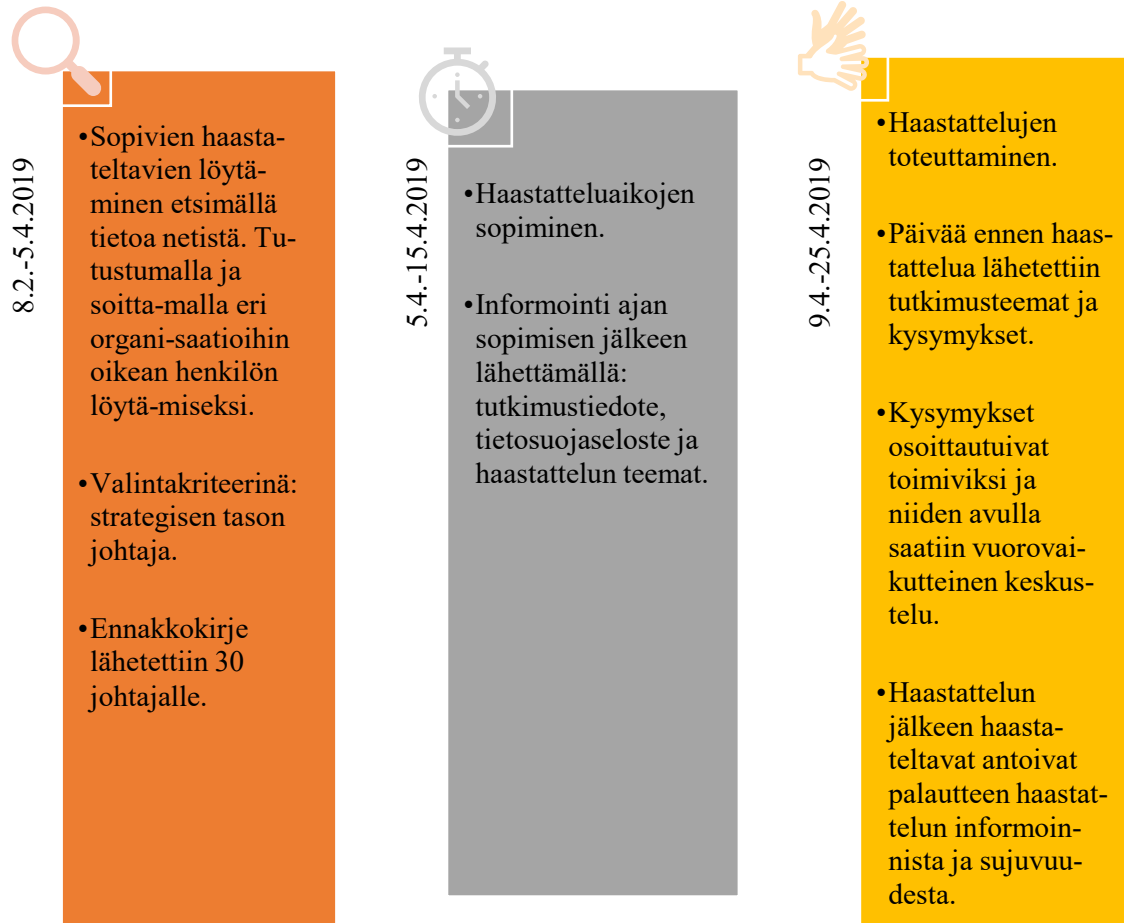 8.2.-5.4.2019
•Sopivien haasta-
teltavien löytä-
minen etsimällä
tietoa netistä. Tu-
tustumalla ja
soitta-malla eri
organi-saatioihin
oikean henkilön
löytä-miseksi.
•Valintakriteerinä:
strategisen tason
johtaja.
•Ennakkokirje
lähetettiin 30
johtajalle.
5.4.-15.4.2019
•Haastatteluaikojen
sopiminen.
•Informointi ajan
sopimisen jälkeen
lähettämällä:
tutkimustiedote,
tietosuojaseloste ja
haastattelun teemat.
9.4.-25.4.2019
•Haastattelujen
toteuttaminen.
•Päivää ennen haas-
tattelua lähetettiin
tutkimusteemat ja
kysymykset.
•Kysymykset
osoittautuivat
toimiviksi ja
niiden avulla
saatiin vuorovai-
kutteinen keskus-
telu.
•Haastattelun
jälkeen haasta-
teltavat antoivat
palautteen haastat-
telun informoin-
nista ja sujuvuu-
desta.